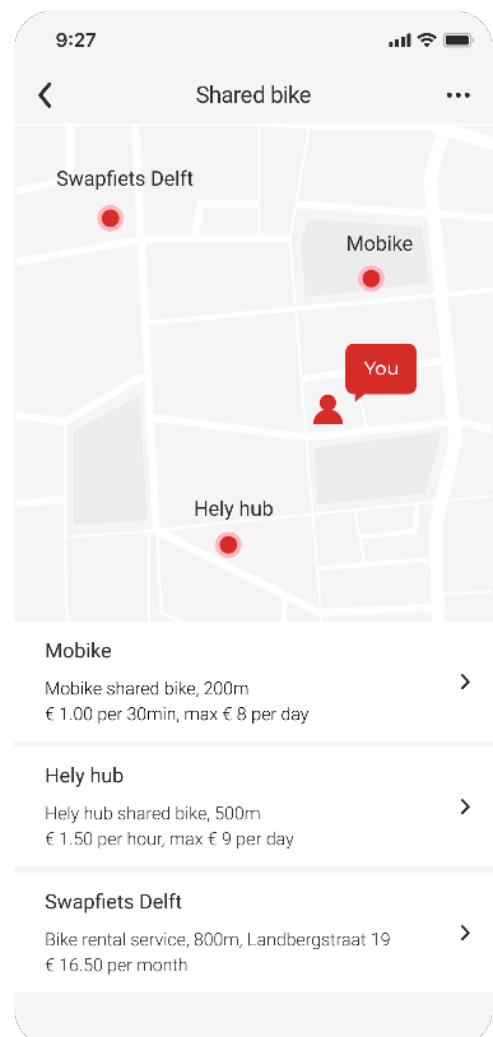 9:27
Shared bike
Swapfiets Delft
Mobike
You
Hely hub
Mobike
Mobike shared bike, 200m
€ 1.00 per 30min, max € 8 per day
Hely hub
Hely hub shared bike, 500m
€ 1.50 per hour, max € 9 per day
Swapfiets Delft
Bike rental service, 800m, Landbergstraat 19
€ 16.50 per month